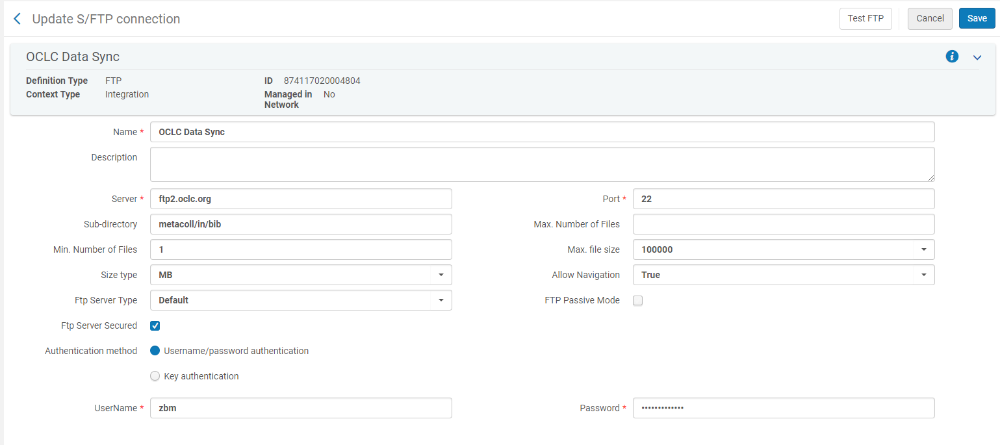 Update S/FTP connection Test FTP Cancel Save
OCLC Data Sync
Definition Type FTP ID 874117020004804
Context Type Integration Managed in Network No
Name * OCLC Data Sync
Description
Server * ftp2.oclc.org Port * 22
Sub-directory metacoll/in/bib Max. Number of Files
Min. Number of Files 1 Max. file size 100000
Size type MB Allow Navigation True
Ftp Server Type Default FTP Passive Mode
Ftp Server Secured
Authentication method Username/password authentication
Key authentication
UserName * zbm Password * •••••••••••••